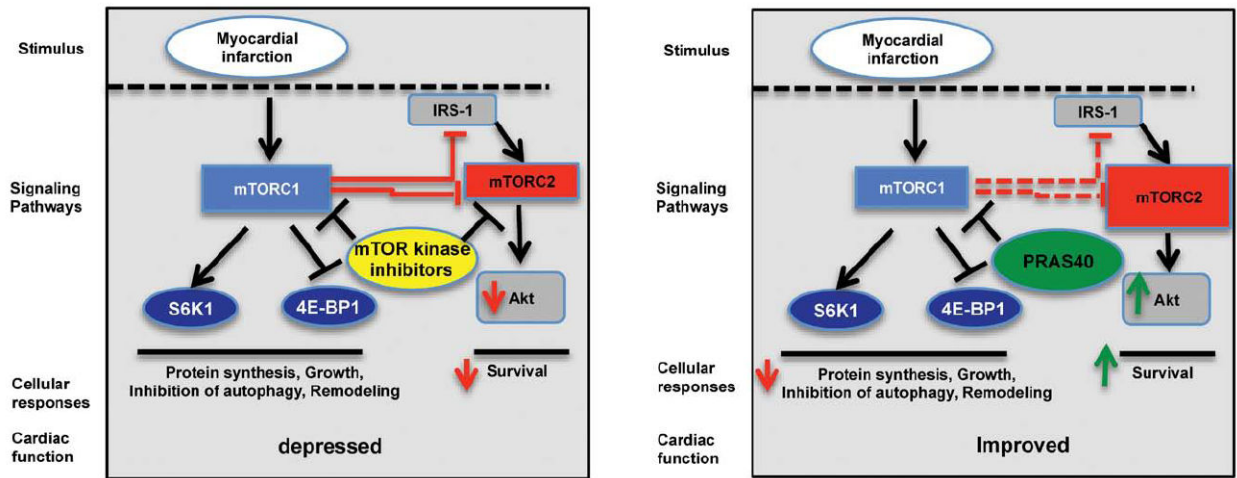 Stimulus
Myocardial
infarction
IRS-1
Signaling
Pathways
mTORC1
mTORC2
mTOR kinase
inhibitors
S6K1
4E-BP1
Akt
Cellular
responses
Protein synthesis, Growth,
Inhibition of autophagy, Remodeling
Survival
Cardiac
function
depressed
Stimulus
Myocardial
infarction
IRS-1
Signaling
Pathways
mTORC1
mTORC2
PRAS40
S6K1
4E-BP1
Akt
Cellular
responses
Protein synthesis, Growth,
Inhibition of autophagy, Remodeling
Survival
Cardiac
function
Improved